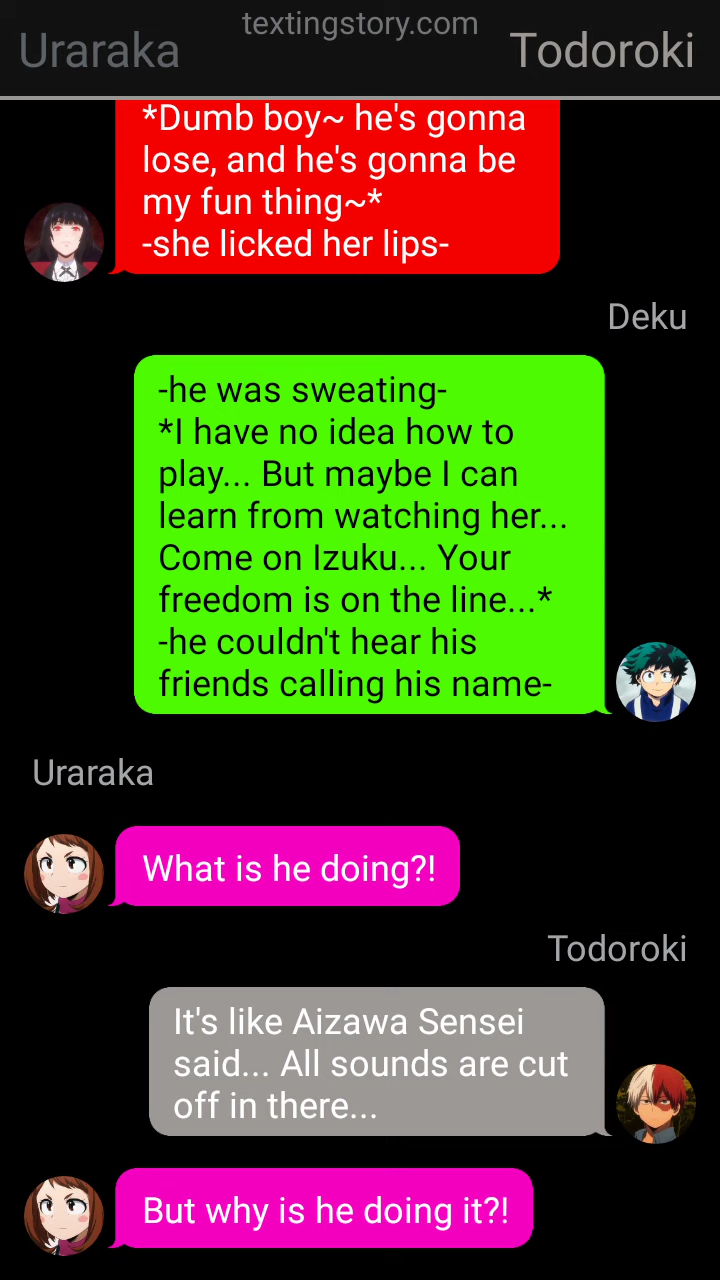 textingstory.com
Uraraka
Todoroki
*Dumb boy~ he's gonna
lose, and he's gonna be
my fun thing~*
-she licked her lips-
Deku
-he was sweating-
*I have no idea how to
play... But maybe I can
learn from watching her...
Come on Izuku... Your
freedom is on the line...*
-he couldn't hear his
friends calling his name-
Uraraka
What is he doing?!
Todoroki
It's like Aizawa Sensei
said... All sounds are cut
off in there...
But why is he doing it?!